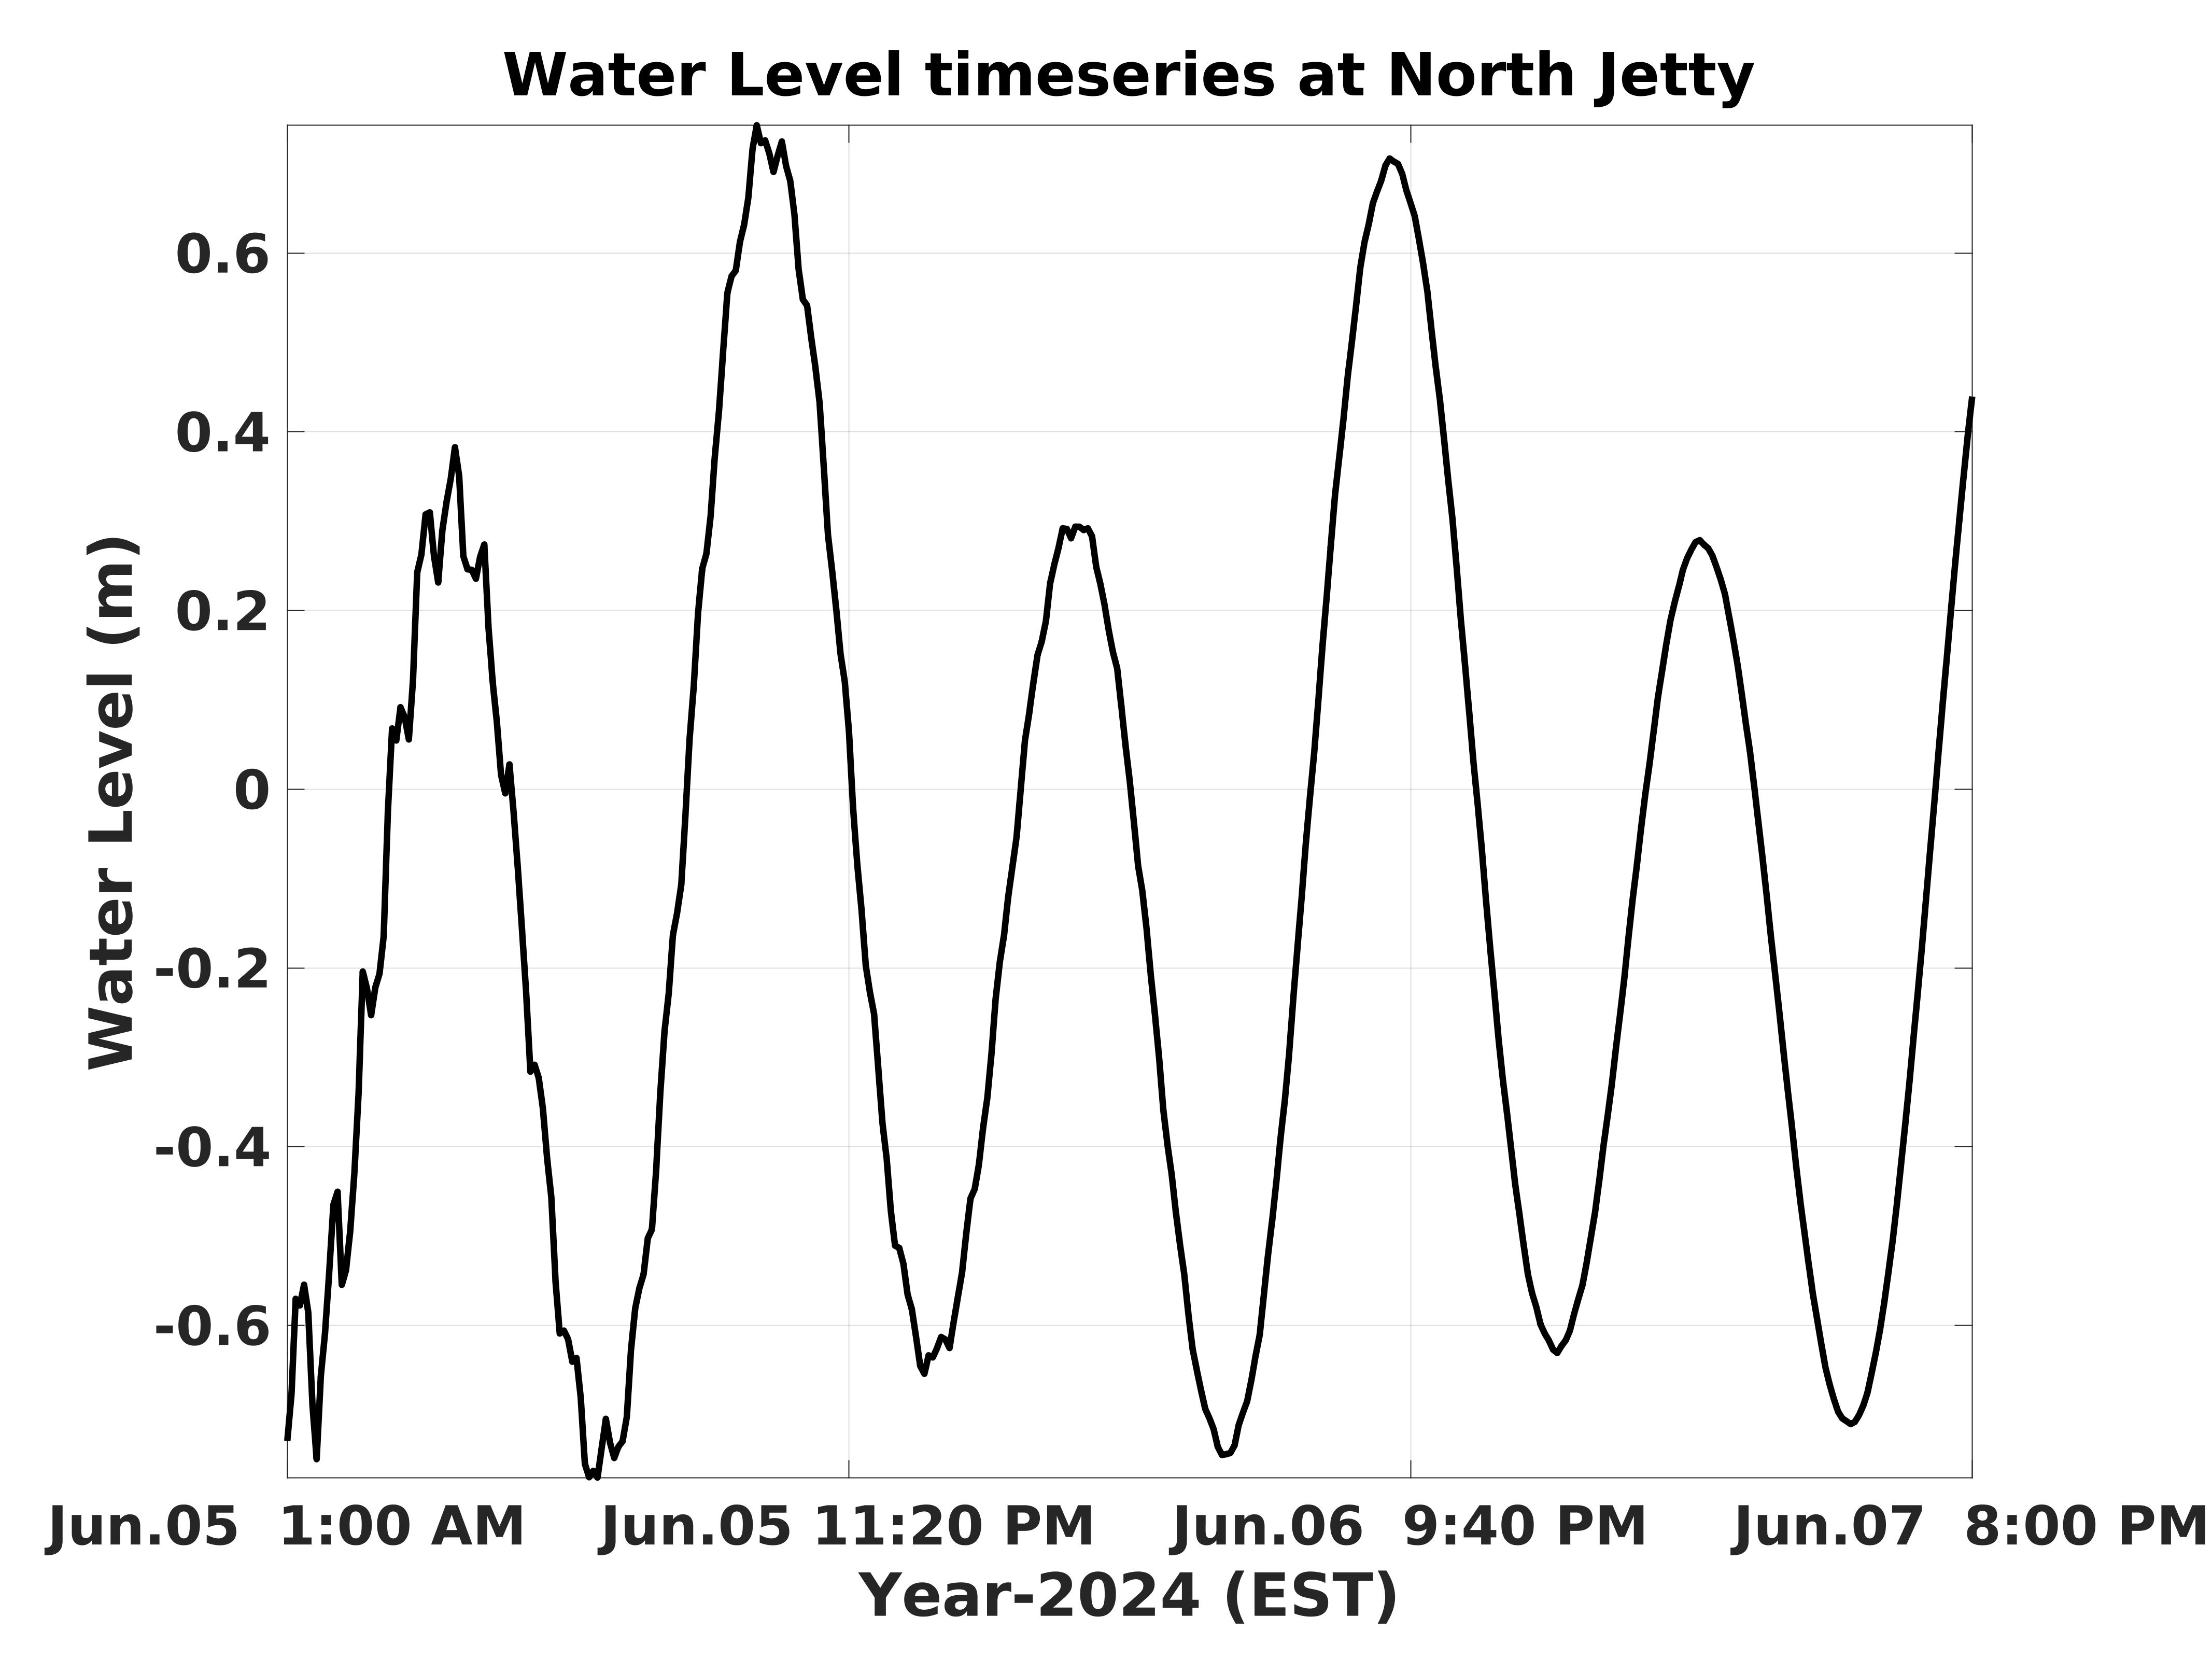 Water Level timeseries at North Jetty
Water Level (m)
0.6
0.4
0.2
0
-0.2
-0.4
-0.6
Jun.05 1:00 AM Jun.05 11:20 PM Jun.06 9:40 PM Jun.07 8:00 PM
Year-2024 (EST)